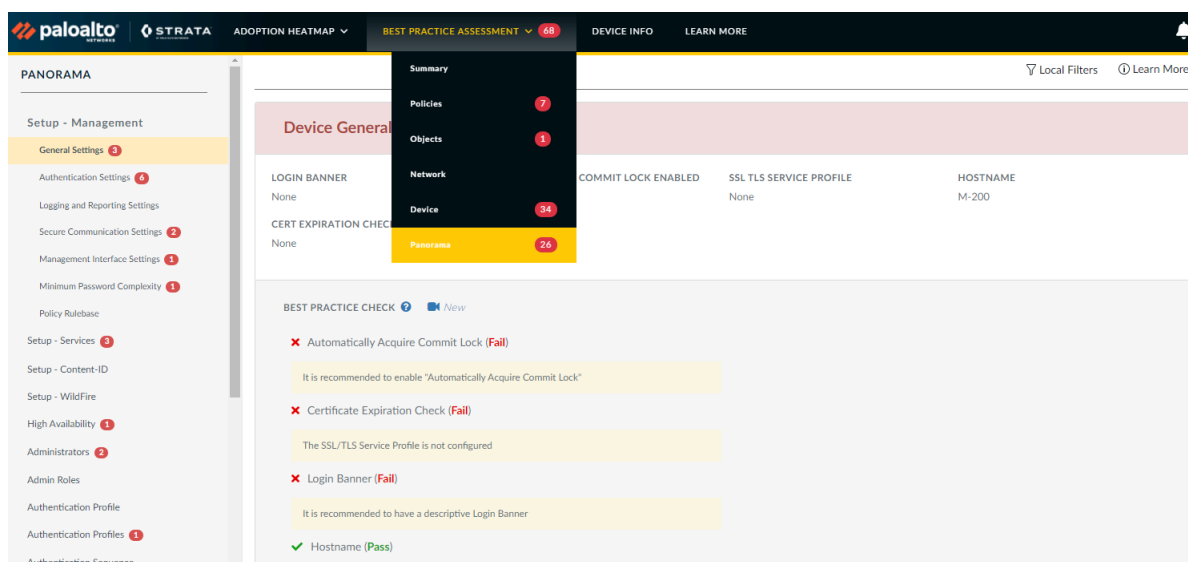 paloalto NETWORKS STRATA ADOPTION HEATMAP BEST PRACTICE ASSESSMENT 68 DEVICE INFO LEARN MORE
PANORAMA
Setup - Management
General Settings 3
Authentication Settings 6
Logging and Reporting Settings
Secure Communication Settings 2
Management Interface Settings 1
Minimum Password Complexity 1
Policy Rulebase
Setup - Services 3
Setup - Content-ID
Setup - WildFire
High Availability 1
Administrators 2
Admin Roles
Authentication Profile
Authentication Profiles 1
Authentication Sequence
Summary
Policies 7
Objects 1
Network
Device 34
Panorama 26
Local Filters Learn More
Device General
LOGIN BANNER
None
COMMIT LOCK ENABLED
SSL TLS SERVICE PROFILE
None
HOSTNAME
M-200
CERT EXPIRATION CHEC
None
BEST PRACTICE CHECK ? New
Automatically Acquire Commit Lock (Fail)
It is recommended to enable "Automatically Acquire Commit Lock"
Certificate Expiration Check (Fail)
The SSL/TLS Service Profile is not configured
Login Banner (Fail)
It is recommended to have a descriptive Login Banner
Hostname (Pass)